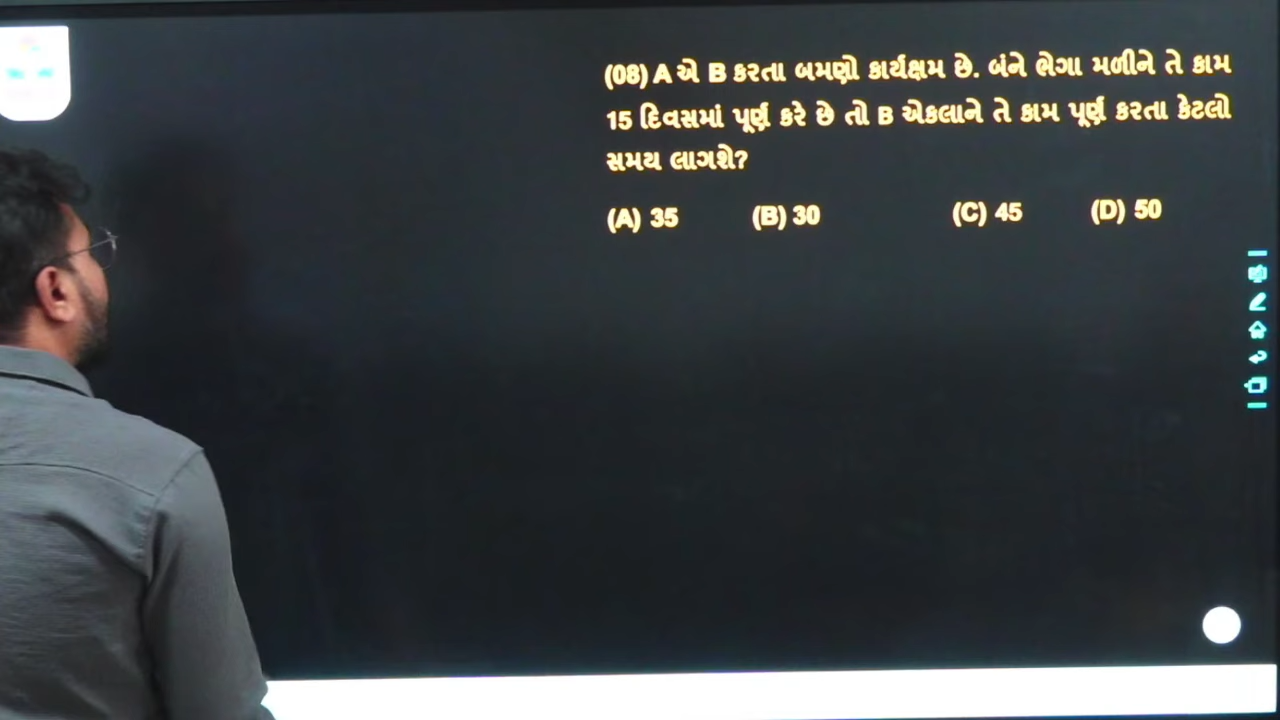 (08) A એ B કરતા બમણો કાર્યક્ષમ છે. બંને ભેગા મળીને તે કામ
15 દિવસમાં પૂર્ણ કરે છે તો B એકલાને તે કામ પૂર્ણ કરતા કેટલો
સમય લાગશે?
(A) 35 (B) 30 (C) 45 (D) 50